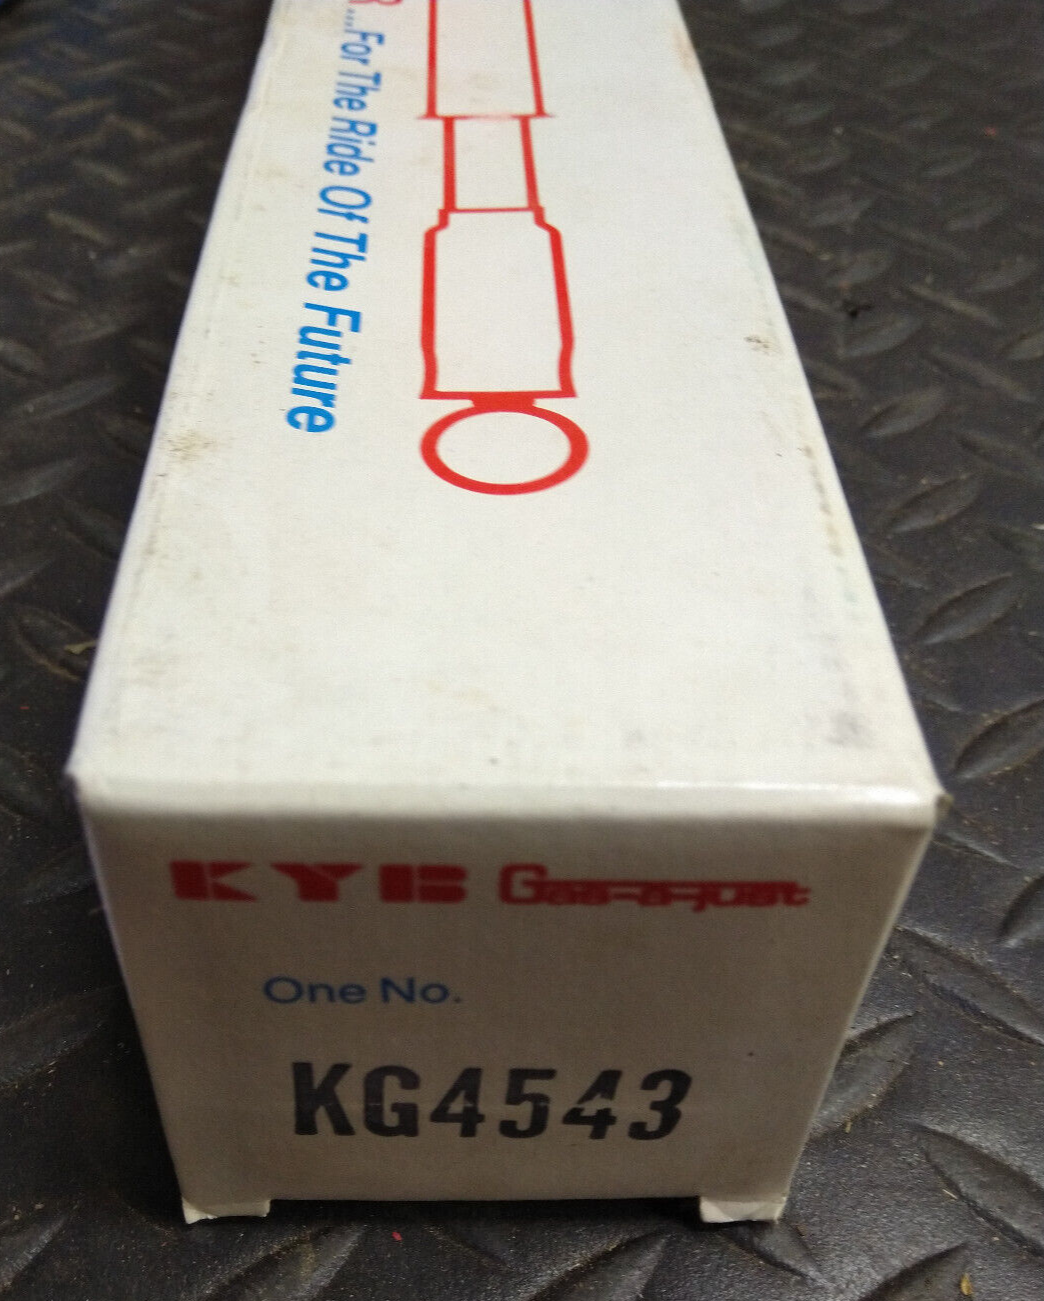 ...For The Ride Of The Future
KYB Gas-a-just
One No.
KG4543